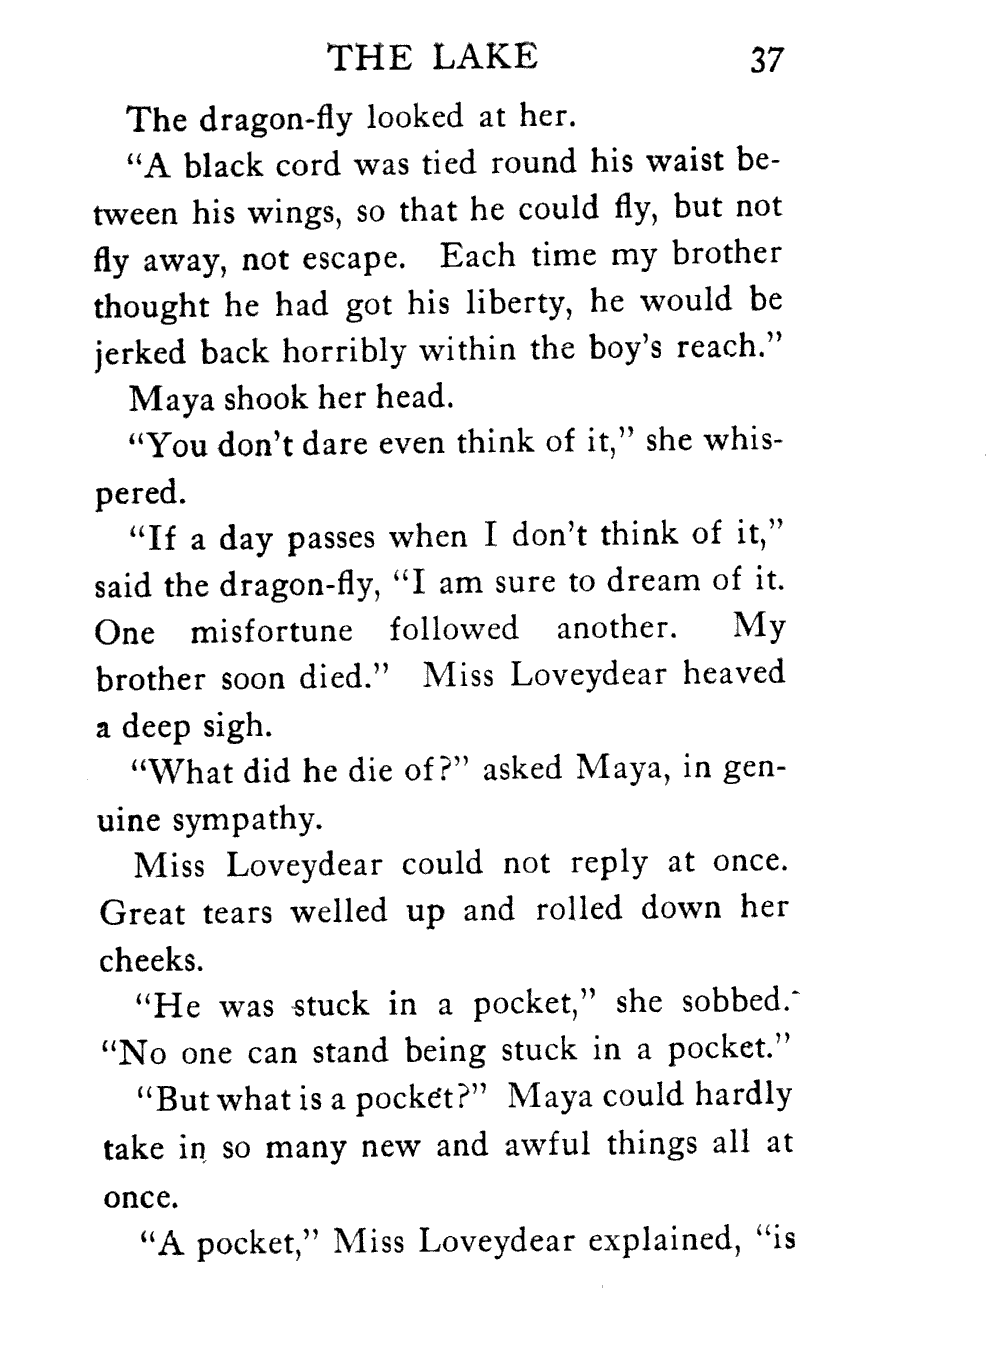 THE LAKE 37
The dragon-fly looked at her.
“A black cord was tied round his waist be-
tween his wings, so that he could fly, but not
fly away, not escape. Each time my brother
thought he had got his liberty, he would be
jerked back horribly within the boy’s reach.”
Maya shook her head.
“You don’t dare even think of it,” she whis-
pered.
“If a day passes when I don’t think of it,”
said the dragon-fly, “I am sure to dream of it.
One misfortune followed another. My
brother soon died.” Miss Loveydear heaved
a deep sigh.
“What did he die of?” asked Maya, in gen-
uine sympathy.
Miss Loveydear could not reply at once.
Great tears welled up and rolled down her
cheeks.
“He was stuck in a pocket,” she sobbed.
“No one can stand being stuck in a pocket.”
“But what is a pocket?” Maya could hardly
take in so many new and awful things all at
once.
“A pocket,” Miss Loveydear explained, “is